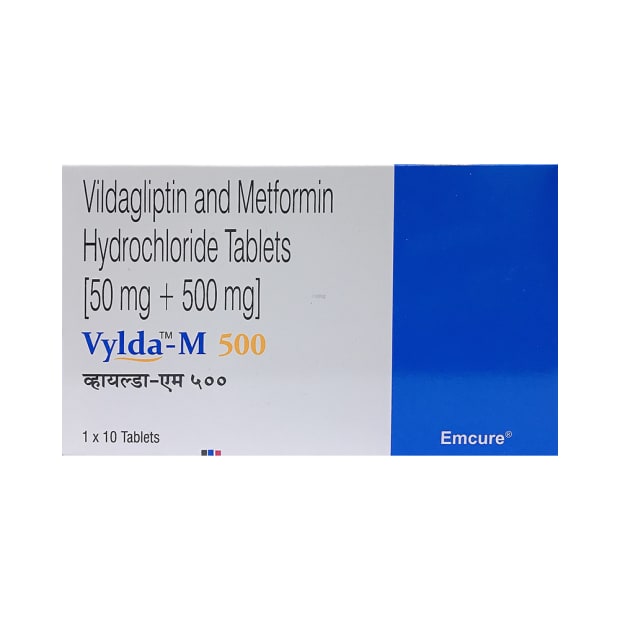 Vildagliptin and Metformin
Hydrochloride Tablets
[50 mg + 500 mg]
Vylda™-M 500
व्हायल्डा-एम ५००
1 x 10 Tablets
Emcure®